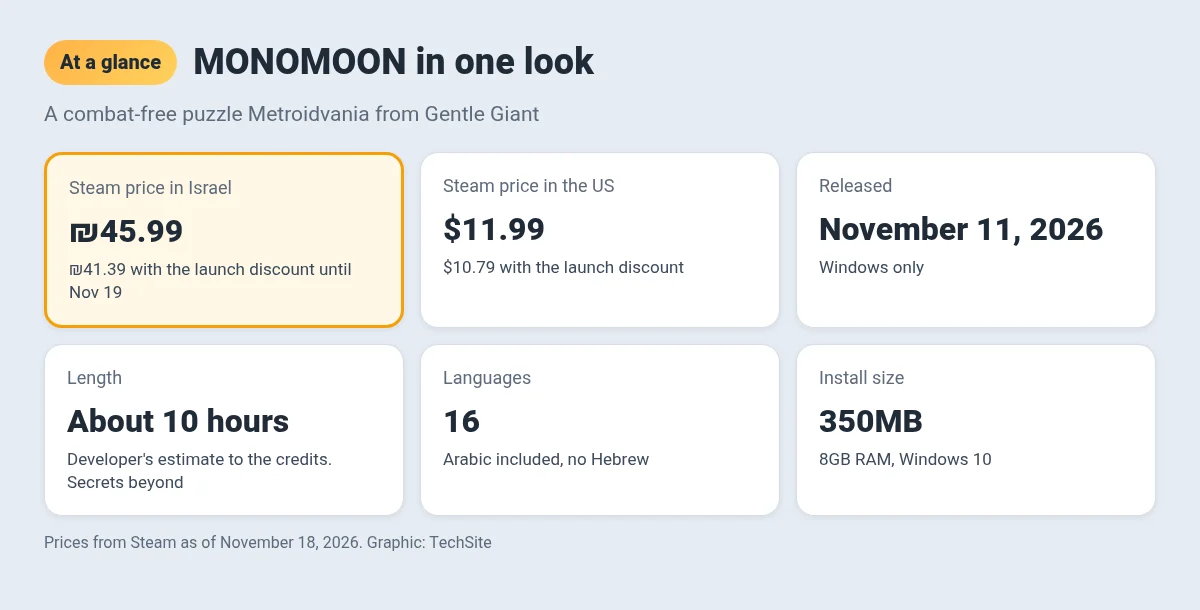 At a glance MONOMOON in one look
A combat-free puzzle Metroidvania from Gentle Giant
Steam price in Israel
₪45.99
₪41.39 with the launch discount until
Nov 19
Steam price in the US
$11.99
$10.79 with the launch discount
Released
November 11, 2026
Windows only
Length
About 10 hours
Developer's estimate to the credits.
Secrets beyond
Languages
16
Arabic included, no Hebrew
Install size
350MB
8GB RAM, Windows 10
Prices from Steam as of November 18, 2026. Graphic: TechSite